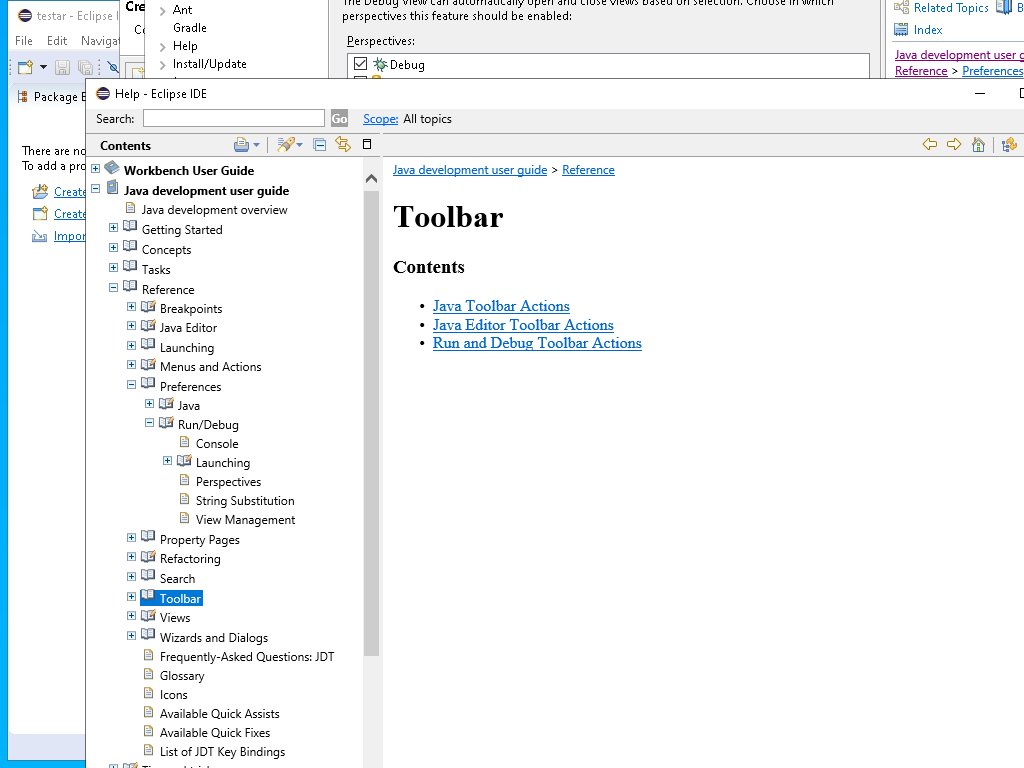 testar - Eclipse I
File Edit Navigat
Cre
Ant
Gradle
Help
Install/Update
The Debug View can automatically open and close views based on selection. Choose in which
perspectives this feature should be enabled:
Perspectives:
Debug
Related Topics
Index
Java development user g
Reference > Preferences
Package E
There are no
To add a pro
Create
Create
Impor
Help - Eclipse IDE
Search: Go Scope: All topics
Contents
Workbench User Guide
Java development user guide
Java development overview
Getting Started
Concepts
Tasks
Reference
Breakpoints
Java Editor
Launching
Menus and Actions
Preferences
Java
Run/Debug
Console
Launching
Perspectives
String Substitution
View Management
Property Pages
Refactoring
Search
Toolbar
Views
Wizards and Dialogs
Frequently-Asked Questions: JDT
Glossary
Icons
Available Quick Assists
Available Quick Fixes
List of JDT Key Bindings
Java development user guide > Reference
Toolbar
Contents
• Java Toolbar Actions
• Java Editor Toolbar Actions
• Run and Debug Toolbar Actions